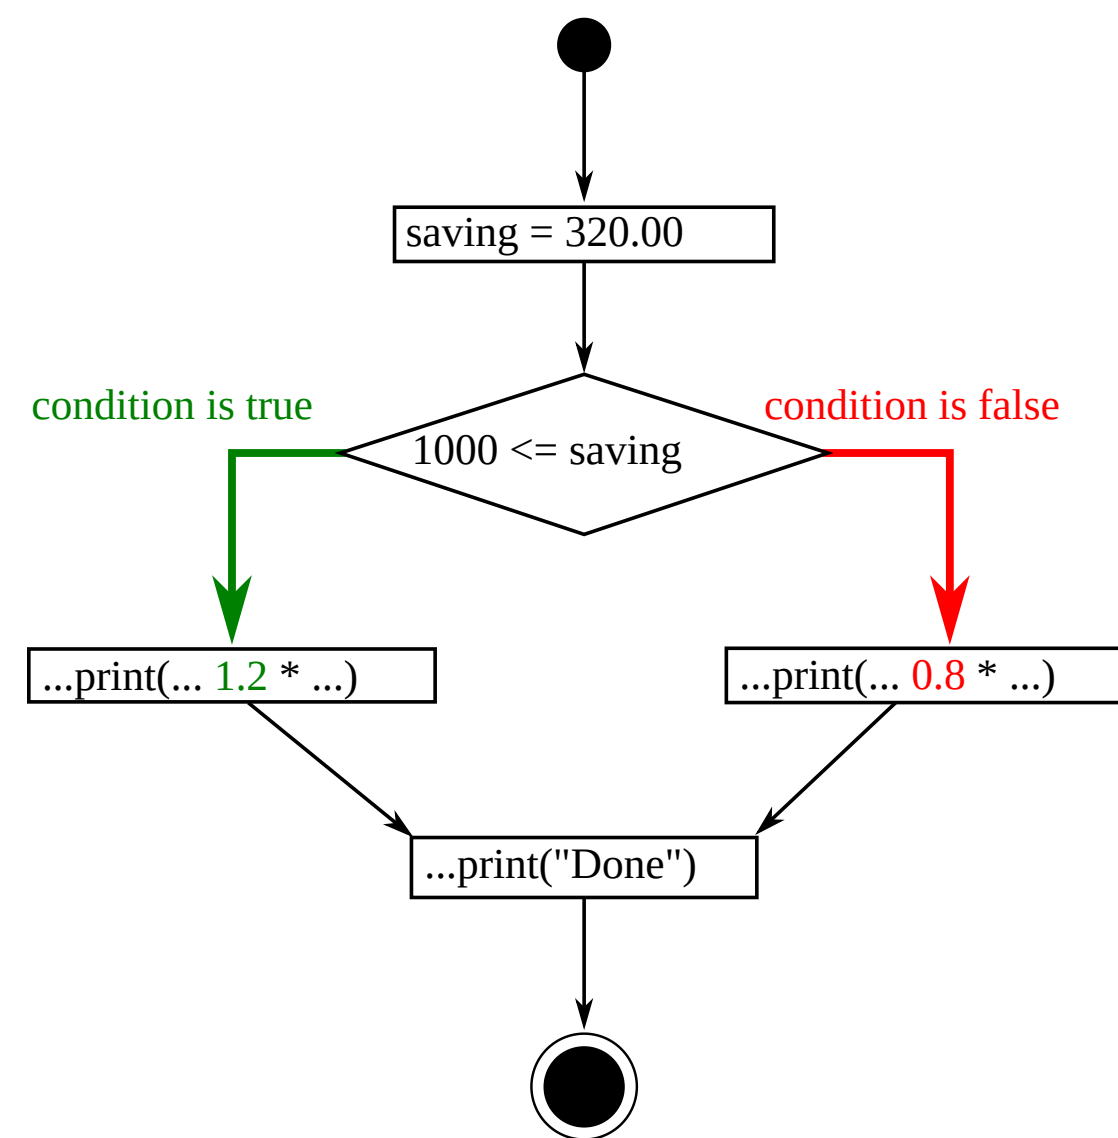 saving = 320.00
condition is true
condition is false
1000 <= saving
...print(... 1.2 * ...)
...print(... 0.8 * ...)
...print("Done")